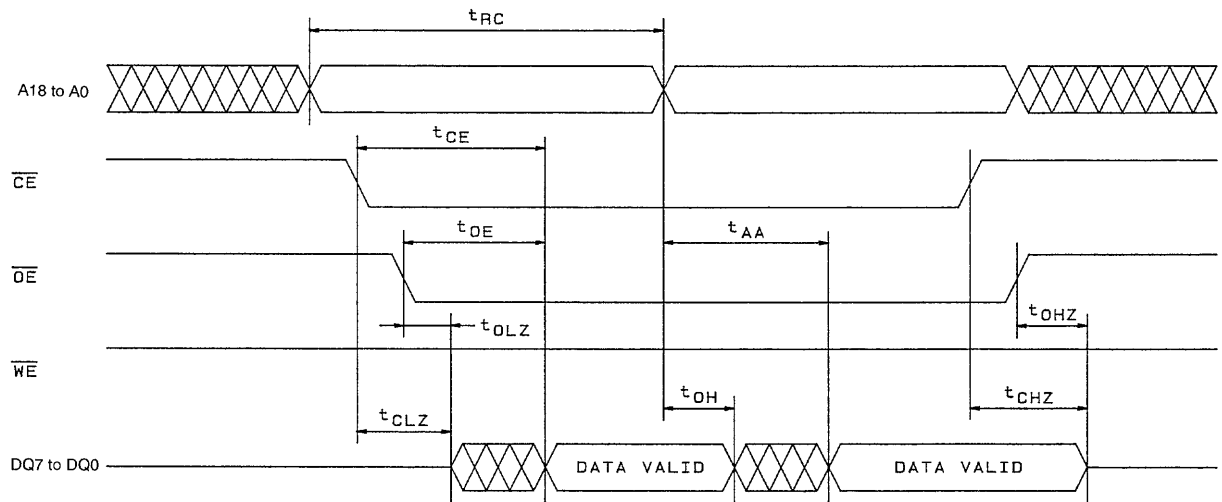 tRC
A18 to A0
tCE
CE
tOE
tAA
OE
tOLZ
tOHZ
WE
tOH
tCHZ
tCLZ
DQ7 to DQ0
DATA VALID
DATA VALID